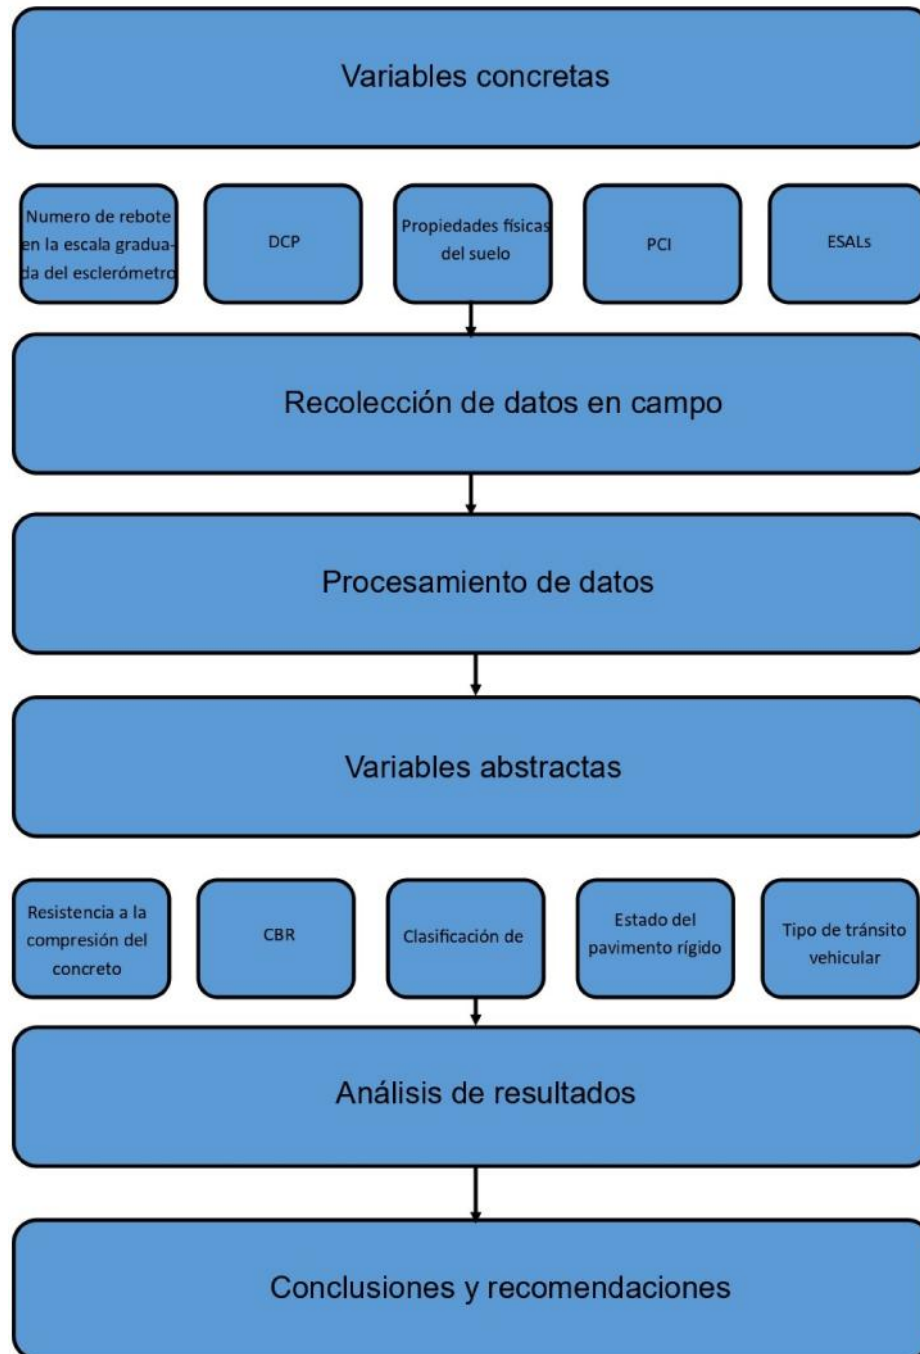 Variables concretas
Numero de rebote
en la escala gradua-
da del esclerómetro
DCP
Propiedades físicas
del suelo
PCI
ESALs
Recolección de datos en campo
Procesamiento de datos
Variables abstractas
Resistencia a la
compresión del
concreto
CBR
Clasificación de
Estado del
pavimento rígido
Tipo de tránsito
vehicular
Análisis de resultados
Conclusiones y recomendaciones